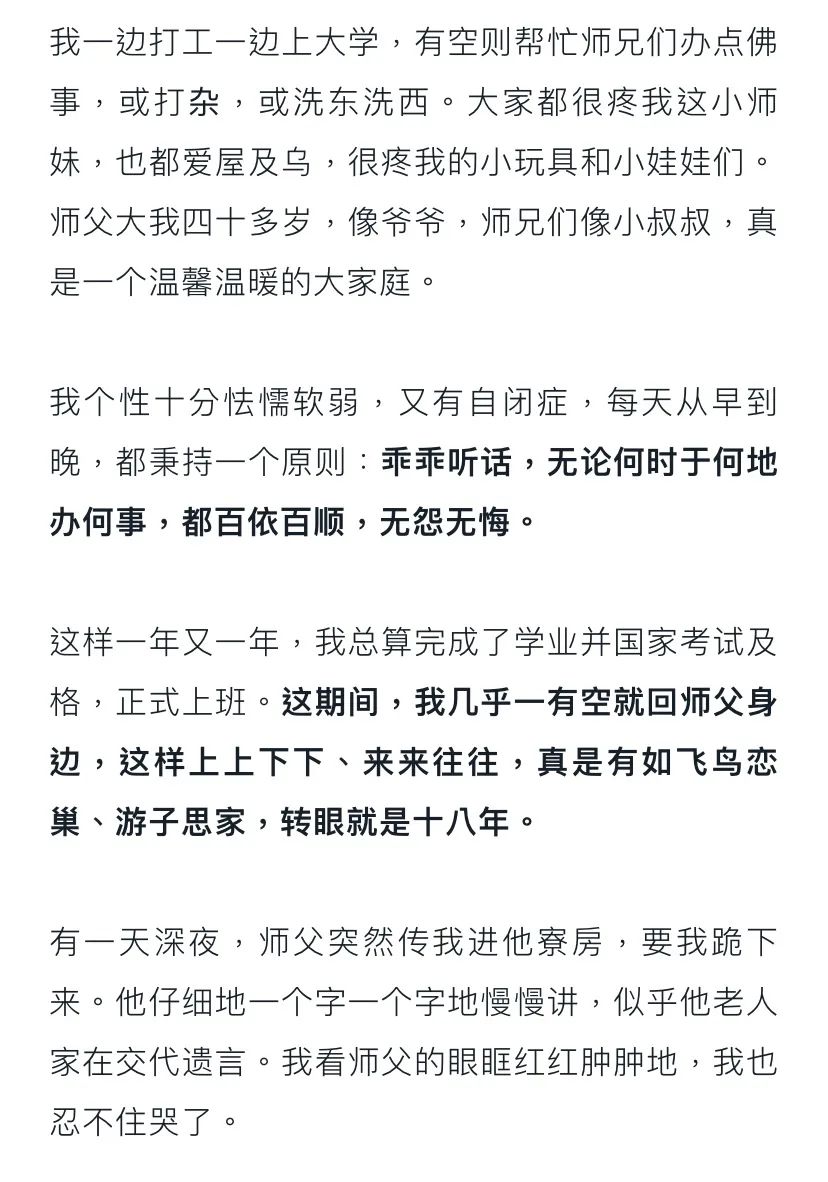 我一边打工一边上大学，有空则帮忙师兄们办点佛
事，或打杂，或洗东洗西。大家都很疼我这小师
妹，也都爱屋及乌，很疼我的小玩具和小娃娃们。
师父大我四十多岁，像爷爷，师兄们像小叔叔，真
是一个温馨温暖的大家庭。
我个性十分怯懦软弱，又有自闭症，每天从早到
晚，都秉持一个原则：乖乖听话，无论何时于何地
办何事，都百依百顺，无怨无悔。
这样一年又一年，我总算完成了学业并国家考试及
格，正式上班。这期间，我几乎一有空就回师父身
边，这样上上下下、来来往往，真是有如飞鸟恋
巢、游子思家，转眼就是十八年。
有一天深夜，师父突然传我进他寮房，要我跪下
来。他仔细地一个字一个字地慢慢讲，似乎他老人
家在交代遗言。我看师父的眼眶红红肿肿地，我也
忍不住哭了。